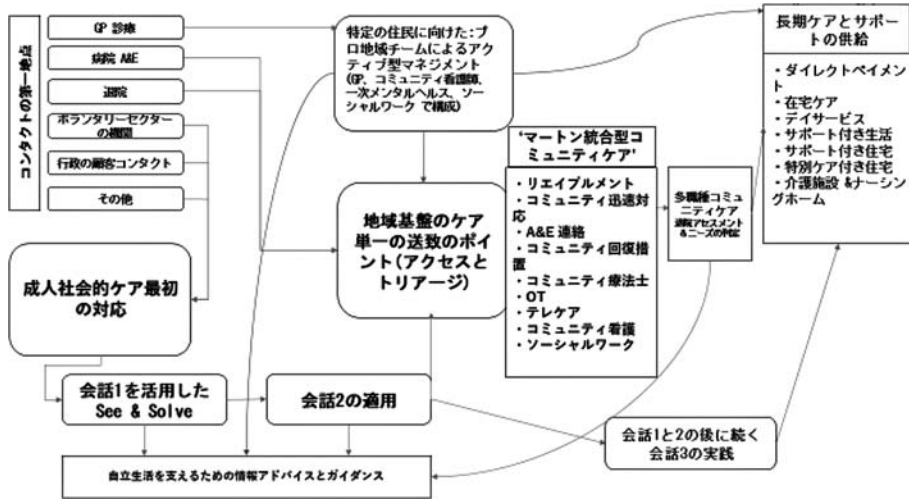 コンタクトの第一地点
GP 診療
病院 A&E
退院
ボランタリーセクター
の機関
行政の顧客コンタクト
その他
特定の住民に向けた:プ
ロ地域チームによるアク
ティブ型マネジメント
(GP、コミュニティ看護師、
一次メンタルヘルス、ソー
シャルワーク で構成)
長期ケアとサポー
トの供給
・ダイレクトペイメ
ント
・在宅ケア
・デイサービス
・サポート付き生活
・サポート付き住宅
・特別ケア付き住宅
・介護施設 &ナーシン
グホーム
‘マートン統合型コ
ミュニティケア’
・リエイブルメント
・コミュニティ迅速対
応
・A&E 連絡
・コミュニティ回復措
置
・コミュニティ療法士
・OT
・テレケア
・コミュニティ看護
・ソーシャルワーク
多職種コミュ
ニティケア
退院アセスメント
&ニーズの判定
地域基盤のケア
単一の送致のポイ
ント(アクセスと
トリアージ)
成人社会的ケア最初
の対応
会話1を活用した
See & Solve
会話2の適用
会話1と2の後に続く
会話3の実践
自立生活を支えるための情報アドバイスとガイダンス